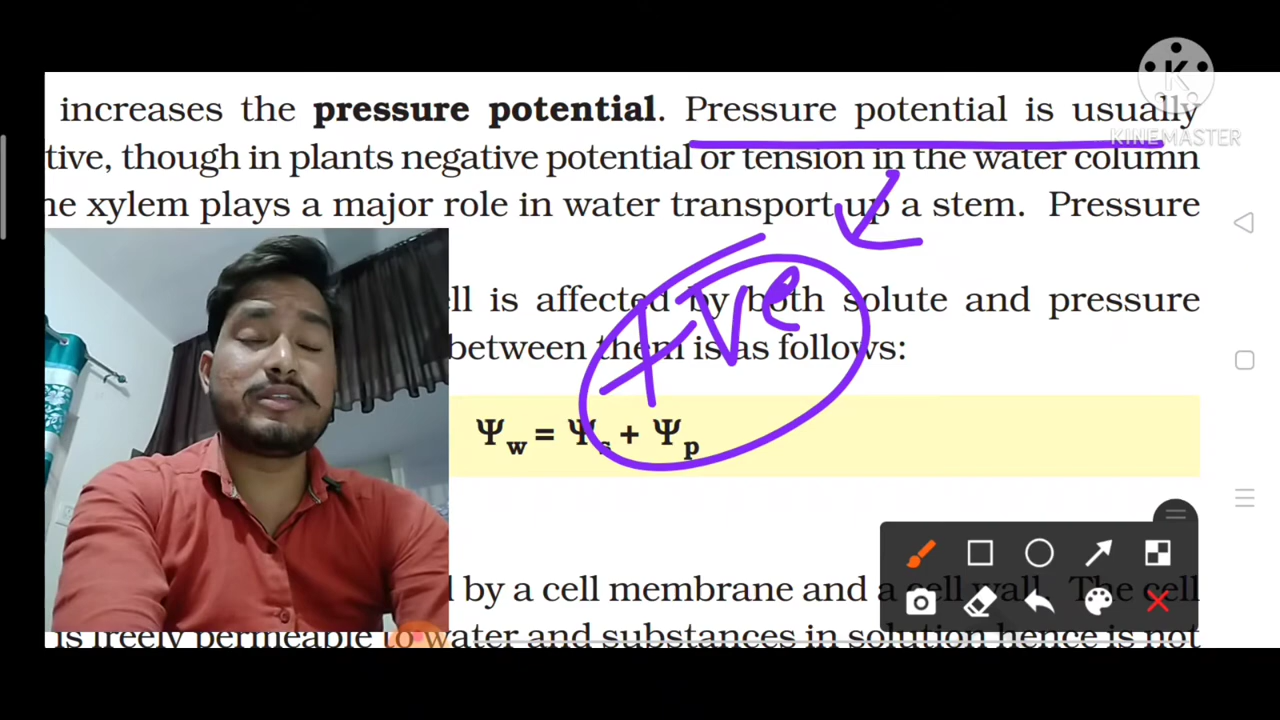 increases the pressure potential. Pressure potential is usually
tive, though in plants negative potential or tension in the water column
ne xylem plays a major role in water transport up a stem. Pressure
ell is affected by both solute and pressure
between them is as follows:
Ψw = Ψs + Ψp
+ve
l by a cell membrane and a cell wall. The cell
is freely permeable to water and substances in solution hence is not
K
KINEMASTER